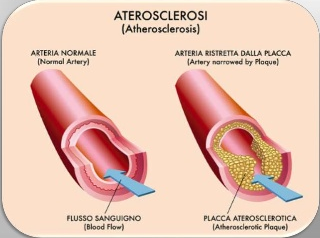 ATEROSCLEROSI
(Atherosclerosis)
ARTERIA NORMALE
(Normal Artery)
ARTERIA RISTRETTA DALLA PLACCA
(Artery narrowed by Plaque)
FLUSSO SANGUIGNO
(Blood Flow)
PLACCA ATEROSCLEROTICA
(Atherosclerotic Plaque)